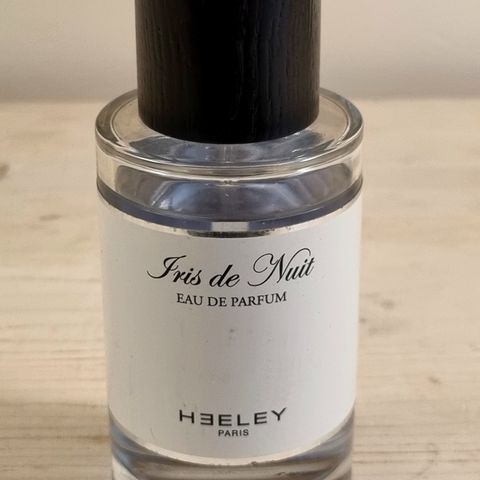 Iris de Nuit
EAU DE PARFUM
HEELEY
PARIS